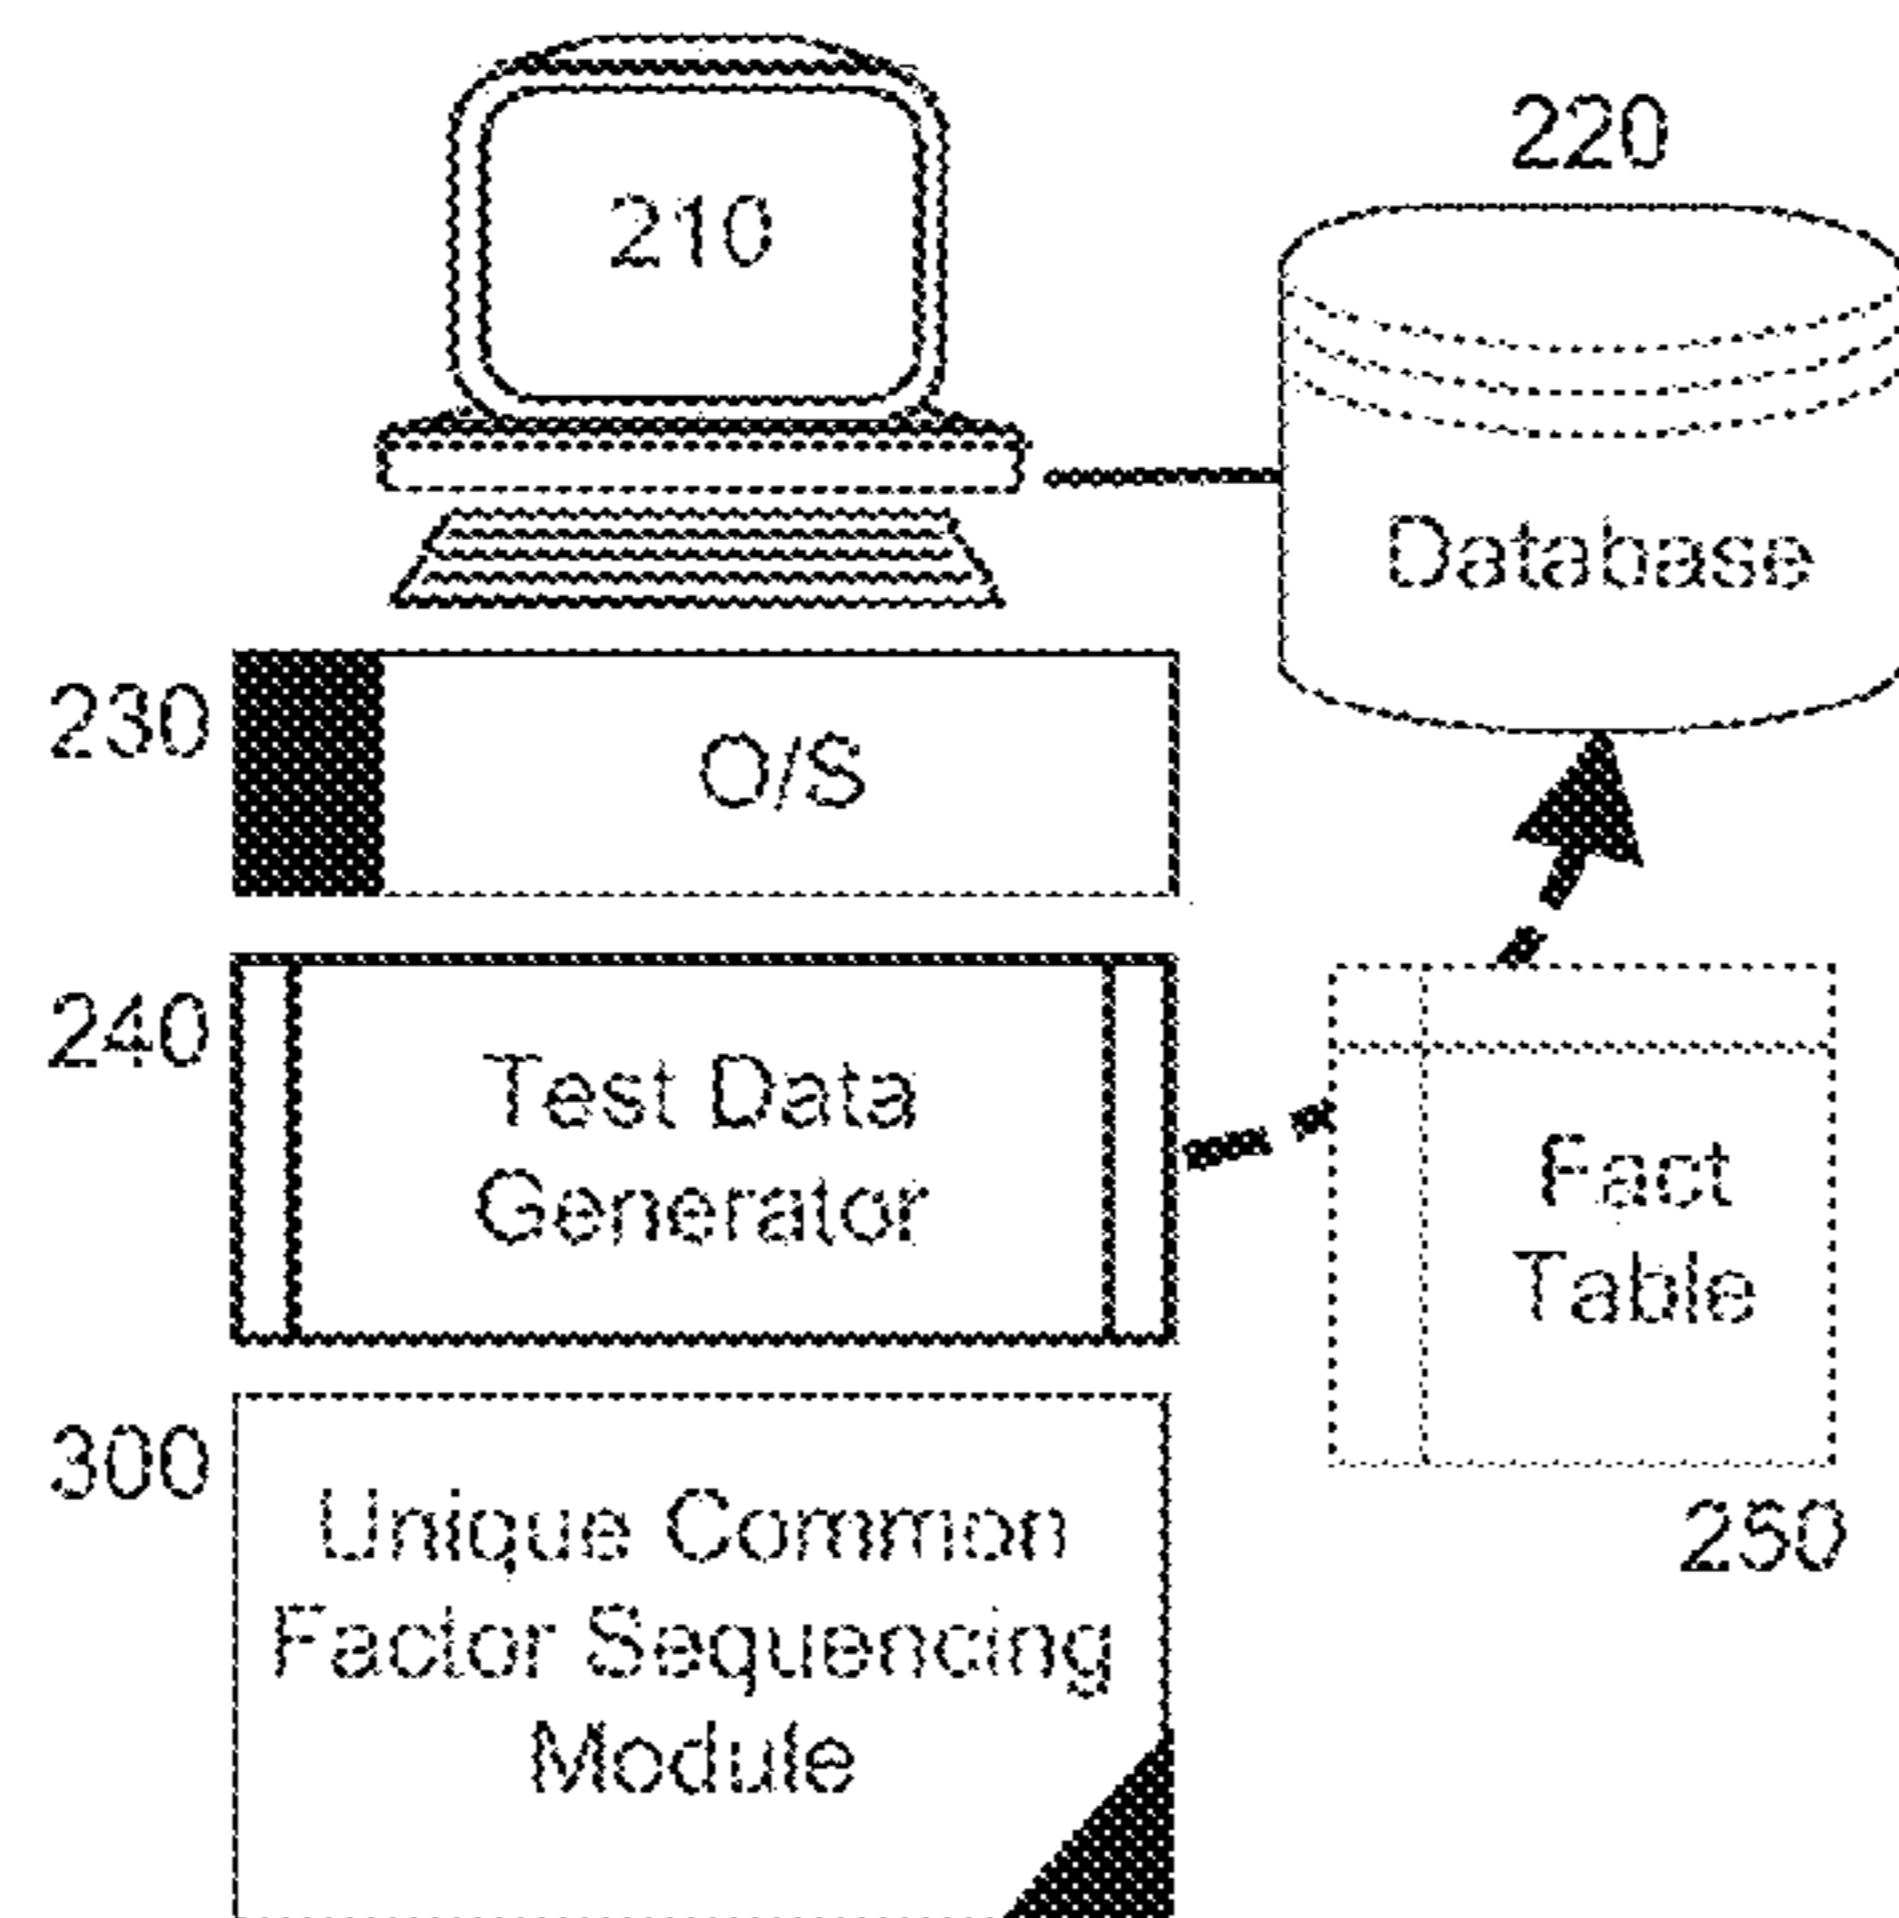 210
220
Database
230
O/S
240
Test Data
Generator
Fact
Table
250
300
Unique Common
Factor Sequencing
Module